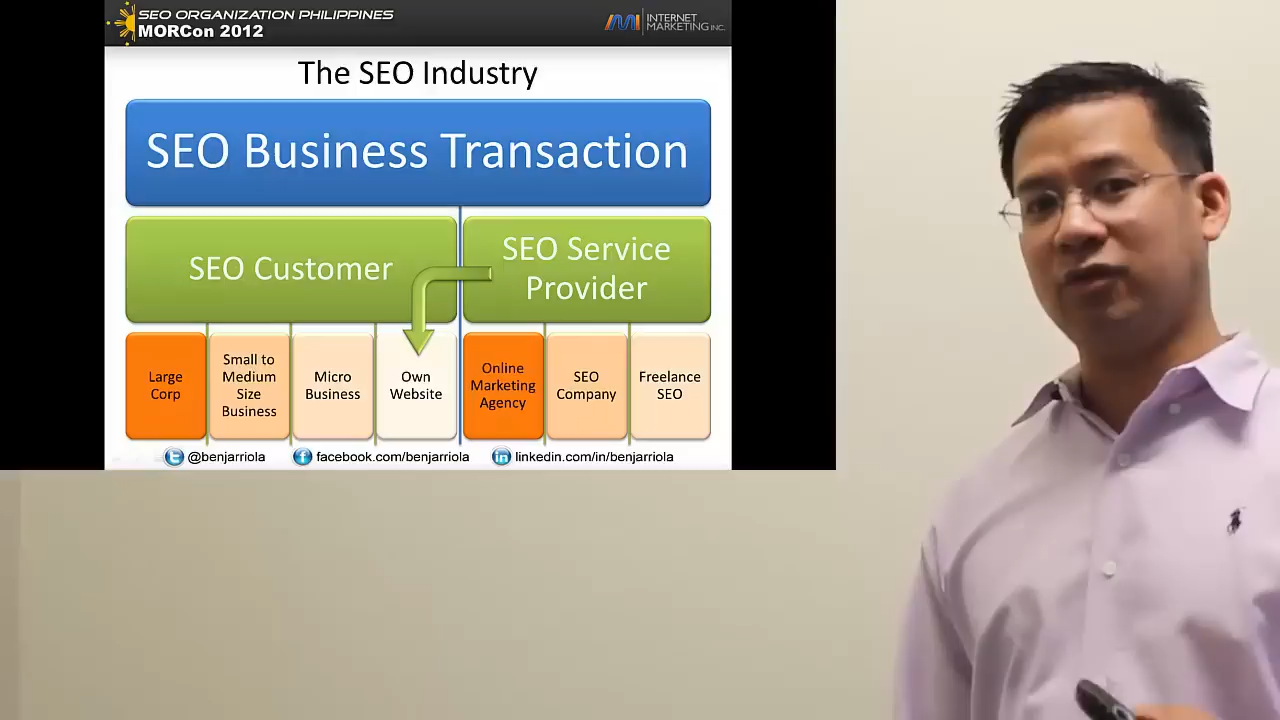 SEO ORGANIZATION PHILIPPINES
MORCon 2012
INTERNET
MARKETING INC.
The SEO Industry
SEO Business Transaction
SEO Customer
SEO Service
Provider
Large
Corp
Small to
Medium
Size
Business
Micro
Business
Own
Website
Online
Marketing
Agency
SEO
Company
Freelance
SEO
@benjarriola
facebook.com/benjarriola
linkedin.com/in/benjarriola